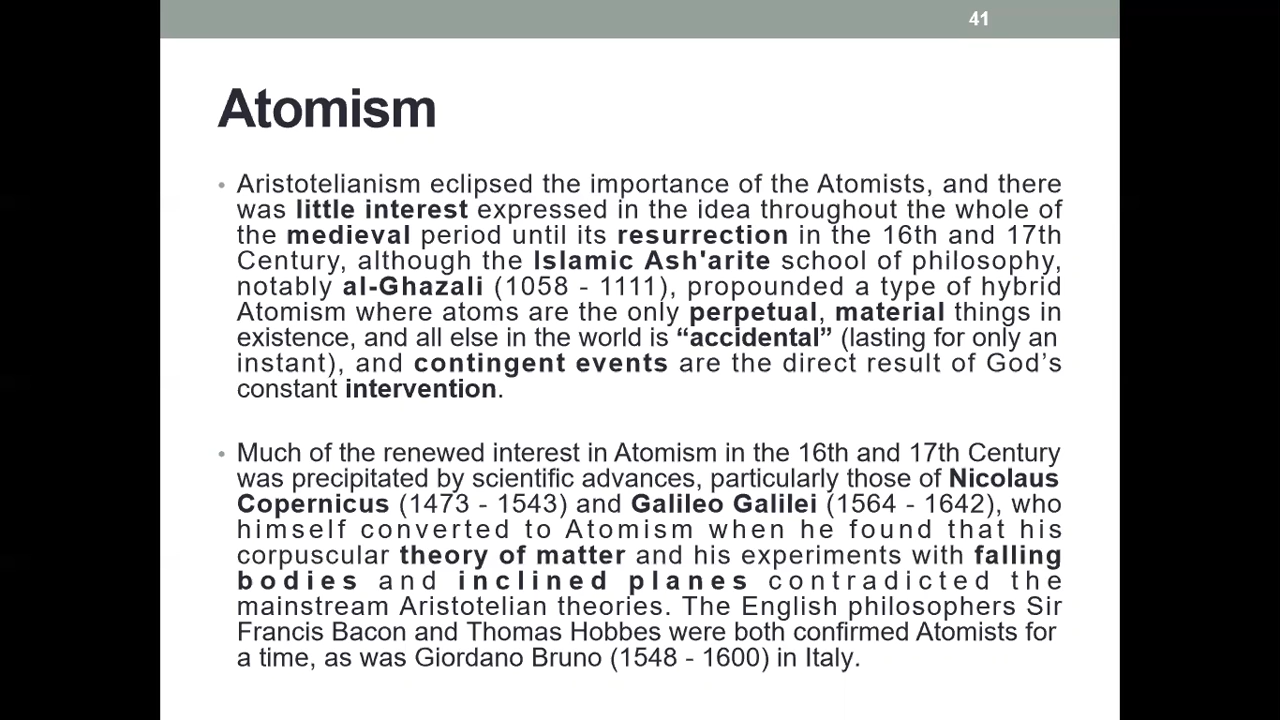 41
Atomism
• Aristotelianism eclipsed the importance of the Atomists, and there
was little interest expressed in the idea throughout the whole of
the medieval period until its resurrection in the 16th and 17th
Century, although the Islamic Ash'arite school of philosophy,
notably al-Ghazali (1058 - 1111), propounded a type of hybrid
Atomism where atoms are the only perpetual, material things in
existence, and all else in the world is “accidental” (lasting for only an
instant), and contingent events are the direct result of God’s
constant intervention.
• Much of the renewed interest in Atomism in the 16th and 17th Century
was precipitated by scientific advances, particularly those of Nicolaus
Copernicus (1473 - 1543) and Galileo Galilei (1564 - 1642), who
himself converted to Atomism when he found that his
corpuscular theory of matter and his experiments with falling
bodies and inclined planes contradicted the
mainstream Aristotelian theories. The English philosophers Sir
Francis Bacon and Thomas Hobbes were both confirmed Atomists for
a time, as was Giordano Bruno (1548 - 1600) in Italy.